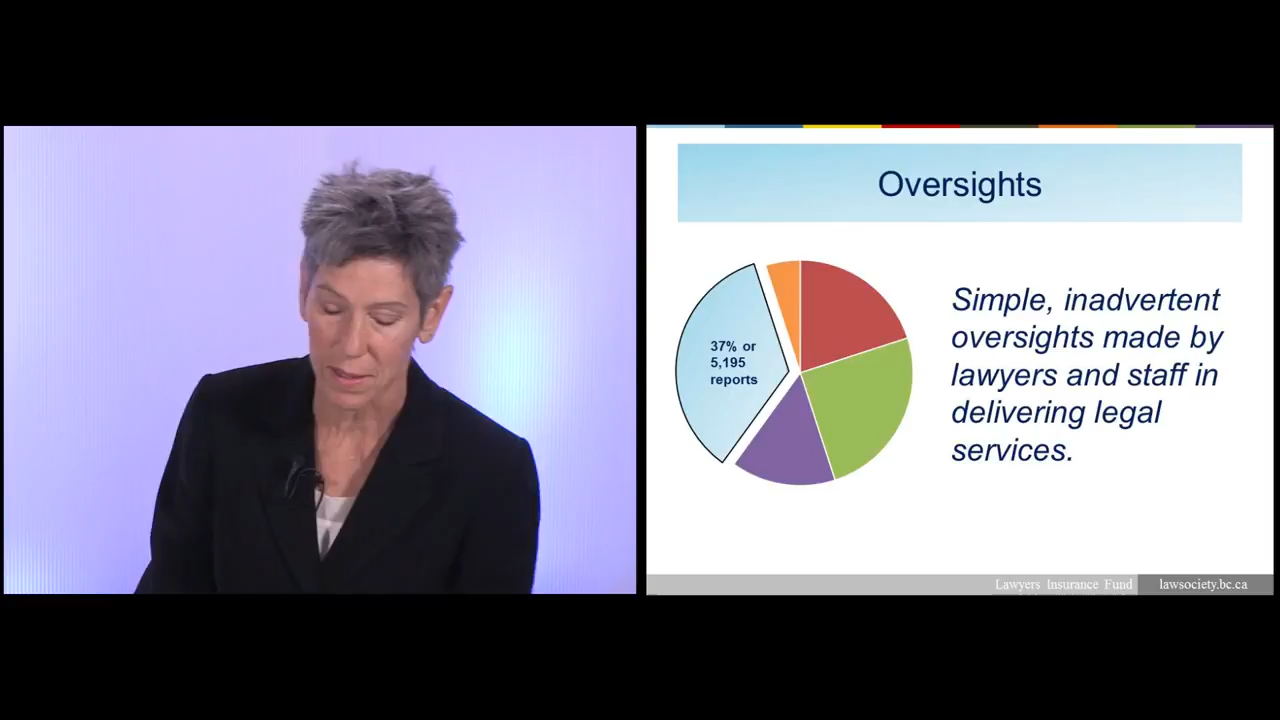 Oversights
37% or
5,195
reports
Simple, inadvertent
oversights made by
lawyers and staff in
delivering legal
services.
Lawyers Insurance Fund
lawsociety.bc.ca